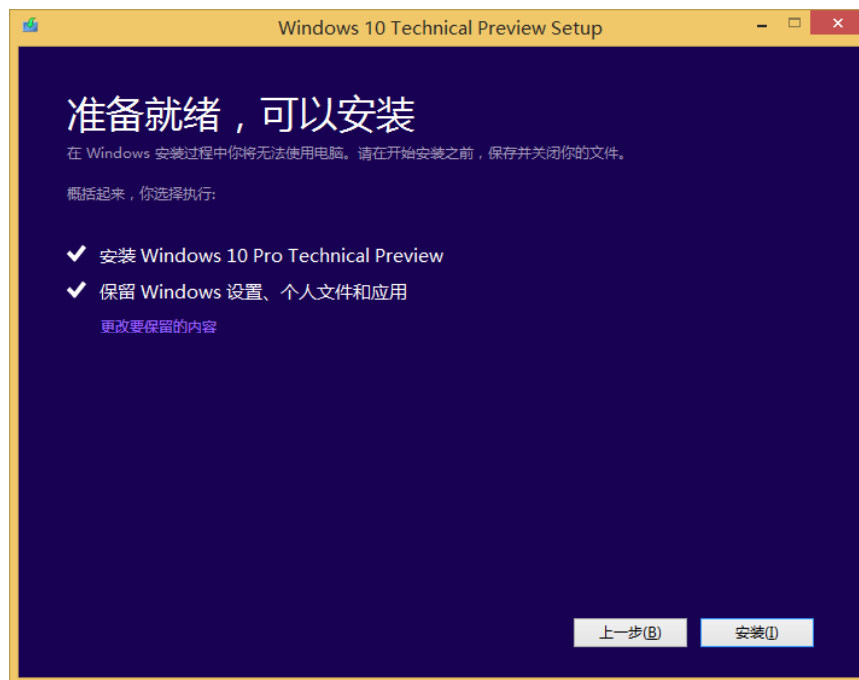 Windows 10 Technical Preview Setup
准备就绪，可以安装
在 Windows 安装过程中你将无法使用电脑。请在开始安装之前，保存并关闭你的文件。
概括起来，你选择执行:
安装 Windows 10 Pro Technical Preview
保留 Windows 设置、个人文件和应用
更改要保留的内容
上一步(B)
安装(I)